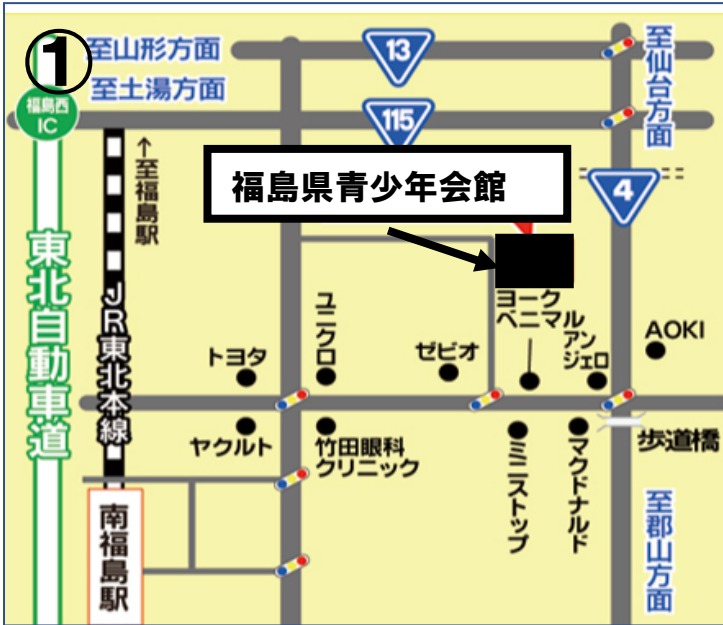 ①
至山形方面
13
至仙台方面
福島西
IC
至土湯方面
115
↑至福島駅
福島県青少年会館
4
東北自動車道
JR東北本線
ユニクロ
ヨーク
ベニマル
アン
ジェロ
AOKI
トヨタ
ゼビオ
ヤクルト
竹田眼科
クリニック
ミニストップ
マクドナルド
歩道橋
南福島駅
至郡山方面